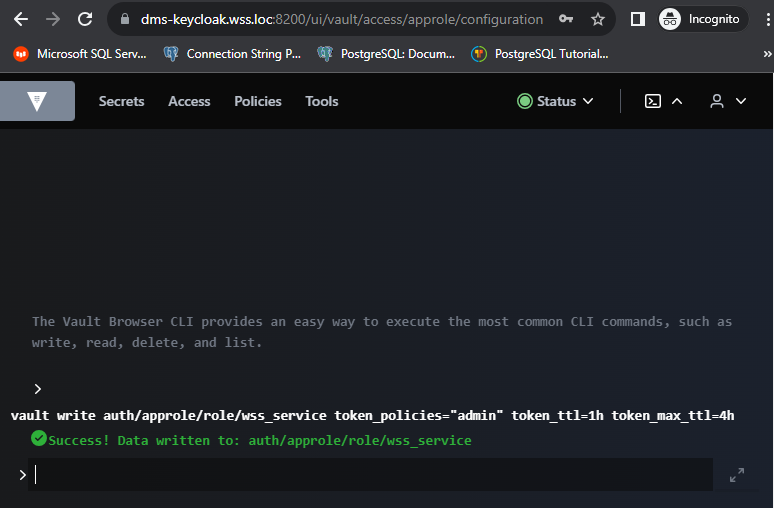 dms-keycloak.wss.loc:8200/ui/vault/access/approle/configuration
Incognito
Microsoft SQL Serv...
Connection String P...
PostgreSQL: Docum...
PostgreSQL Tutorial...
»
Secrets
Access
Policies
Tools
Status
The Vault Browser CLI provides an easy way to execute the most common CLI commands, such as
write, read, delete, and list.
>
vault write auth/approle/role/wss_service token_policies="admin" token_ttl=1h token_max_ttl=4h
Success! Data written to: auth/approle/role/wss_service
>